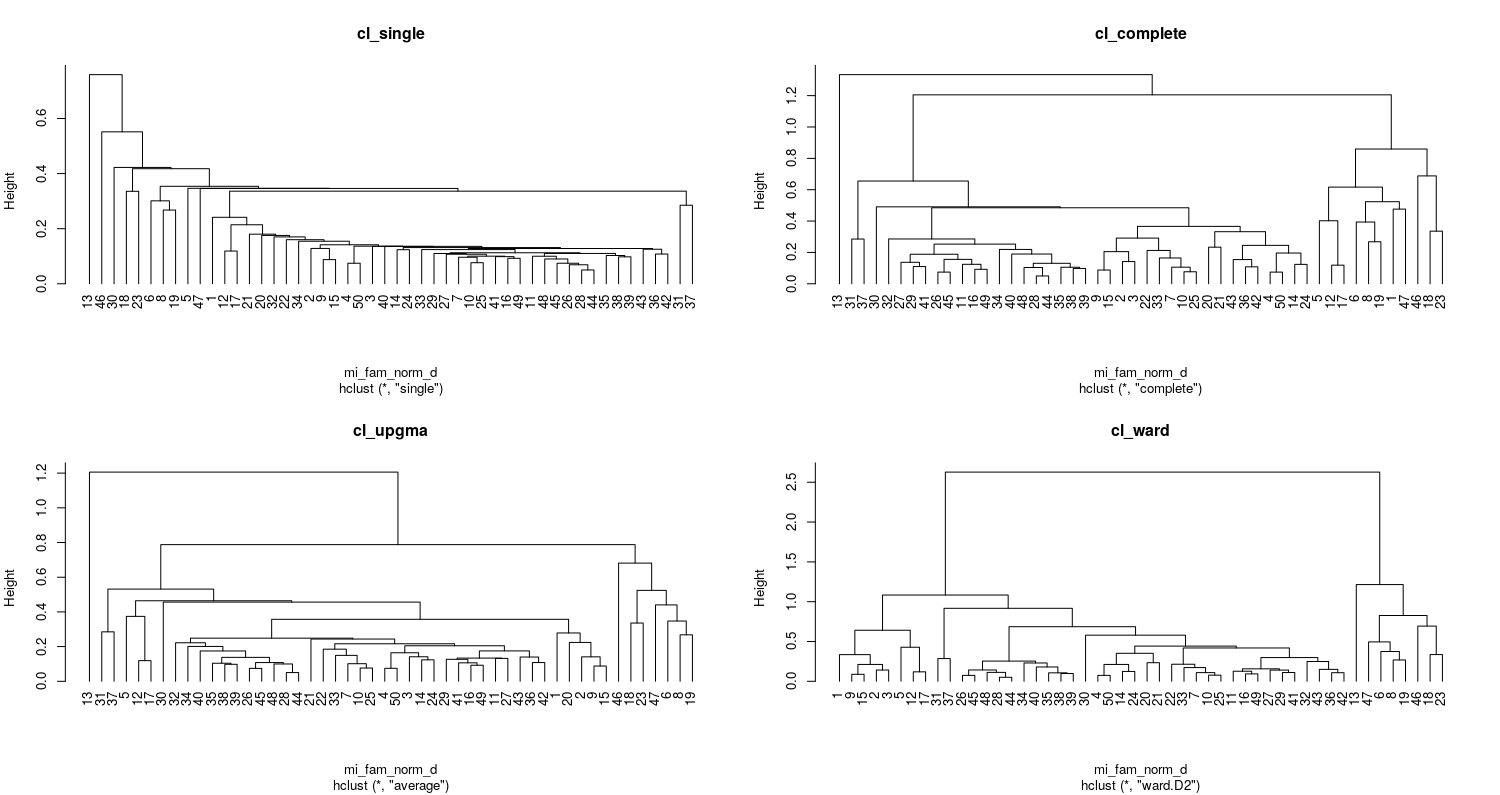 cl_single
Height
0.0 0.2 0.4 0.6
13 46 30 18 23 6 8 19 5 47 1 12 17 21 20 32 22 34 2 9 15 4 50 3 40 14 24 33 29 27 7 10 25 41 16 49 11 48 45 26 28 44 35 38 39 43 36 42 31 37
mi_fam_norm_d
hclust (*, "single")
cl_complete
Height
0.0 0.2 0.4 0.6 0.8 1.0 1.2
13 31 37 30 32 27 29 41 26 45 11 16 49 34 40 48 28 44 35 38 39 9 15 2 3 22 33 7 10 25 20 21 43 36 42 4 50 14 24 5 12 17 6 8 19 1 47 46 18 23
mi_fam_norm_d
hclust (*, "complete")
cl_upgma
Height
0.0 0.2 0.4 0.6 0.8 1.0 1.2
13 31 37 5 12 17 30 32 34 40 35 38 39 26 45 48 28 44 21 22 33 7 10 25 4 50 3 14 24 29 41 16 49 11 27 43 36 42 1 20 2 9 15 46 18 23 47 6 8 19
mi_fam_norm_d
hclust (*, "average")
cl_ward
Height
0.0 0.5 1.0 1.5 2.0 2.5
1 9 15 2 3 5 12 17 31 37 26 45 48 28 44 34 40 35 38 39 30 4 50 14 24 20 21 22 33 7 10 25 11 16 49 27 29 41 32 43 36 42 13 47 6 8 19 46 18 23
mi_fam_norm_d
hclust (*, "ward.D2")